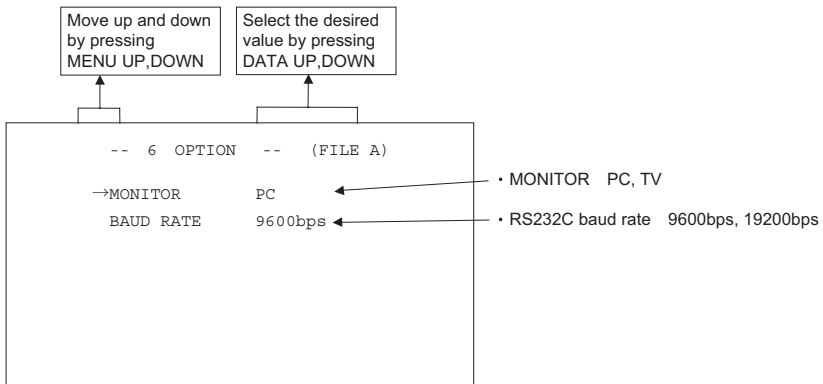 Move up and down
by pressing
MENU UP,DOWN
Select the desired
value by pressing
DATA UP,DOWN
-- 6 OPTION -- (FILE A)
→MONITOR PC
BAUD RATE 9600bps
・MONITOR PC, TV
・RS232C baud rate 9600bps, 19200bps